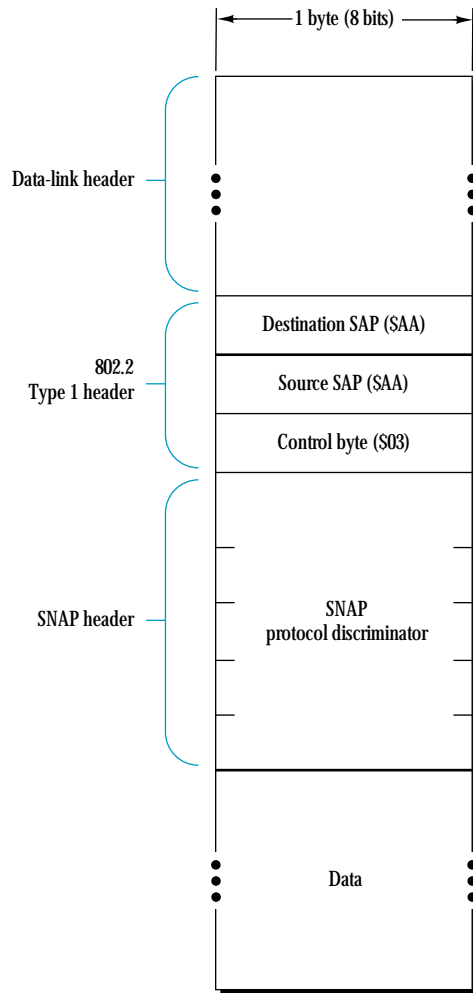 1 byte (8 bits)
Data-link header
Destination SAP ($AA)
802.2
Type 1 header
Source SAP ($AA)
Control byte ($03)
SNAP header
SNAP
protocol discriminator
Data